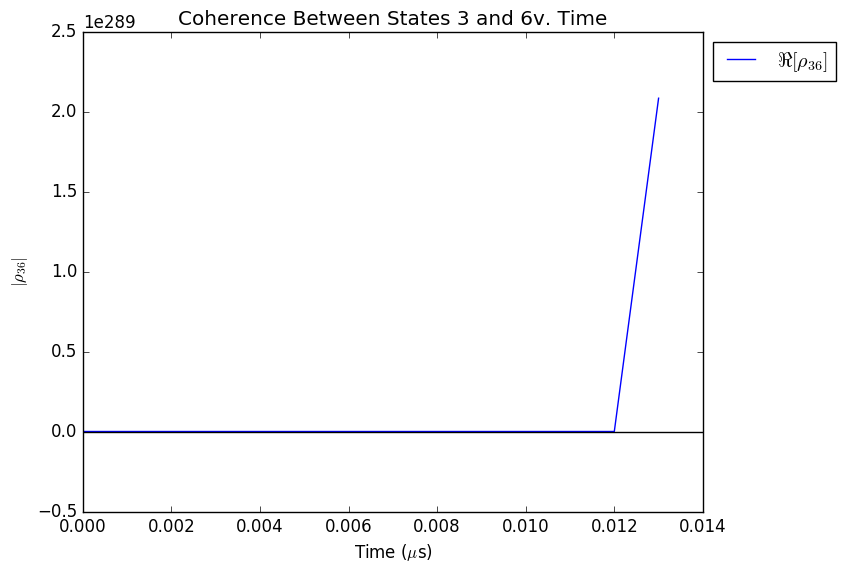 Coherence Between States 3 and 6v. Time
1e289
2.5
2.0
1.5
1.0
0.5
0.0
−0.5
|ρ₃₆|
0.000 0.002 0.004 0.006 0.008 0.010 0.012 0.014
Time (μs)
ℜ[ρ₃₆]